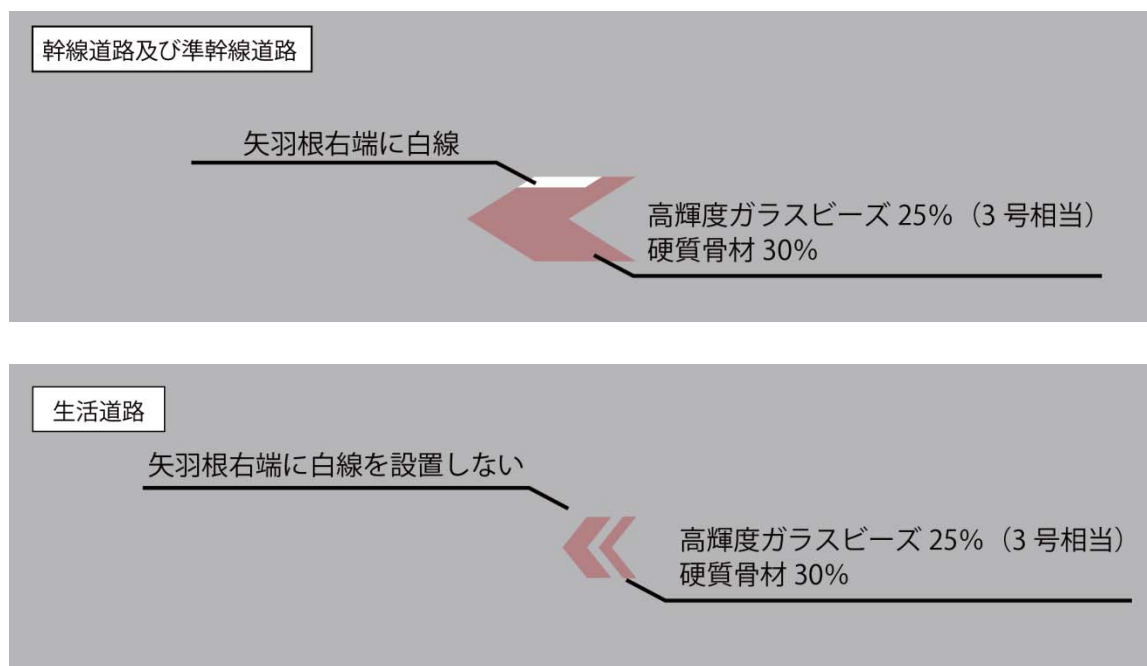 幹線道路及び準幹線道路
矢羽根右端に白線
高輝度ガラスビーズ 25%（3 号相当）
硬質骨材 30%
生活道路
矢羽根右端に白線を設置しない
高輝度ガラスビーズ 25%（3 号相当）
硬質骨材 30%